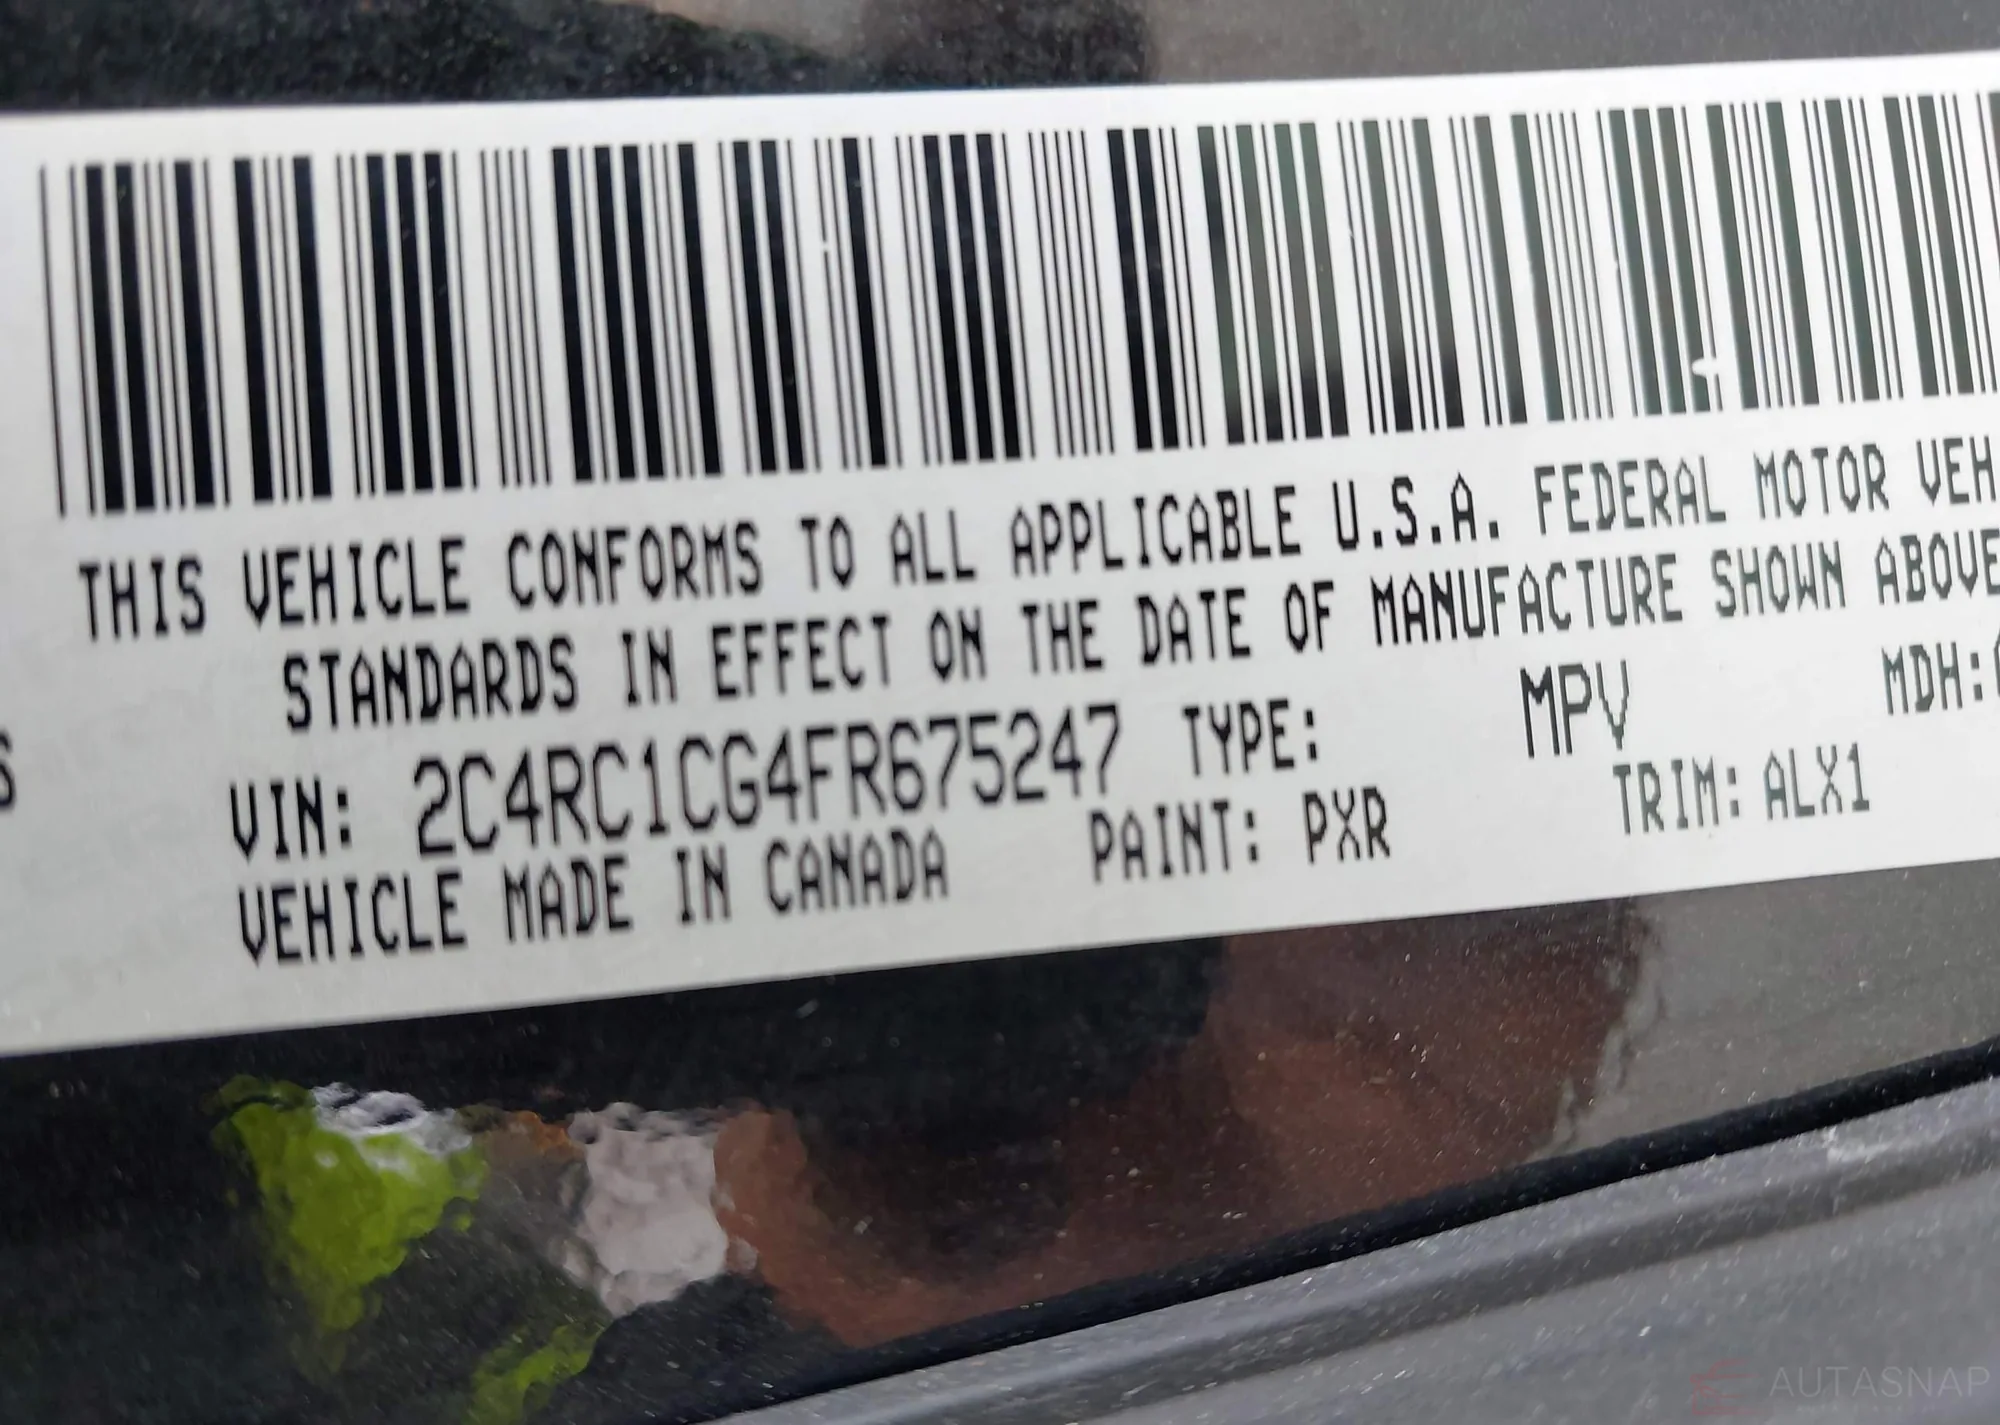 THIS VEHICLE CONFORMS TO ALL APPLICABLE U.S.A. FEDERAL MOTOR VEH
STANDARDS IN EFFECT ON THE DATE OF MANUFACTURE SHOWN ABOVE
VIN: 2C4RC1CG4FR675247 TYPE: MPV MDH:
VEHICLE MADE IN CANADA PAINT: PXR TRIM: ALX1
AUTASNAP